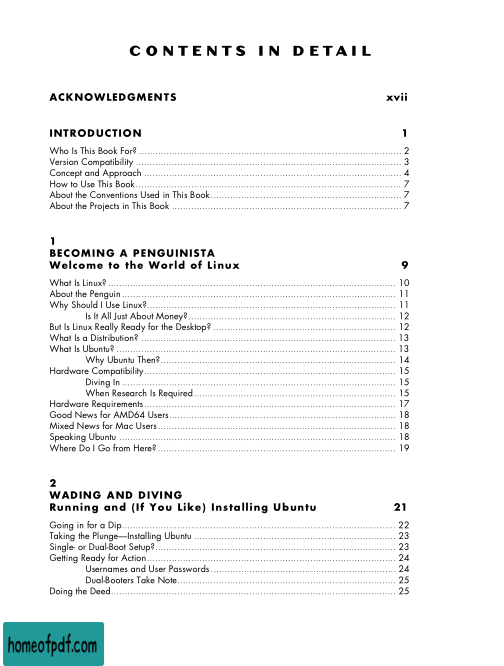 CONTENTS IN DETAIL
ACKNOWLEDGMENTS xvii
INTRODUCTION 1
Who Is This Book For? 2
Version Compatibility 3
Concept and Approach 4
How to Use This Book 7
About the Conventions Used in This Book 7
About the Projects in This Book 7
1
BECOMING A PENGUINISTA
Welcome to the World of Linux 9
What Is Linux? 10
About the Penguin 11
Why Should I Use Linux? 11
Is It All Just About Money? 12
But Is Linux Really Ready for the Desktop? 12
What Is a Distribution? 13
What Is Ubuntu? 13
Why Ubuntu Then? 14
Hardware Compatibility 15
Diving In 15
When Research Is Required 15
Hardware Requirements 17
Good News for AMD64 Users 18
Mixed News for Mac Users 18
Speaking Ubuntu 18
Where Do I Go from Here? 19
2
WADING AND DIVING
Running and (If You Like) Installing Ubuntu 21
Going in for a Dip 22
Taking the Plunge—Installing Ubuntu 23
Single- or Dual-Boot Setup? 23
Getting Ready for Action 24
Usernames and User Passwords 24
Dual-Booters Take Note 25
Doing the Deed 25
homeofpdf.com